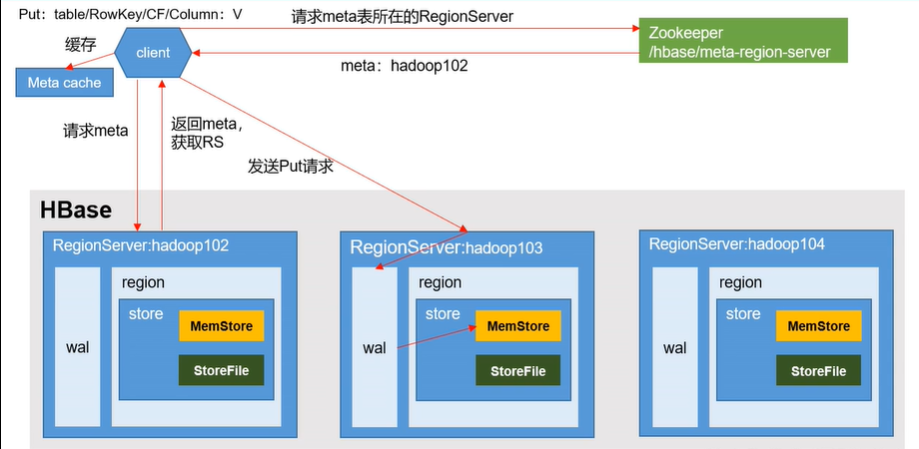 Put：table/RowKey/CF/Column：V
请求meta表所在的RegionServer
缓存
client
Zookeeper
/hbase/meta-region-server
meta：hadoop102
Meta cache
请求meta
返回meta，
获取RS
发送Put请求
HBase
RegionServer:hadoop102
wal
region
store
MemStore
StoreFile
RegionServer:hadoop103
wal
region
store
MemStore
StoreFile
RegionServer:hadoop104
wal
region
store
MemStore
StoreFile